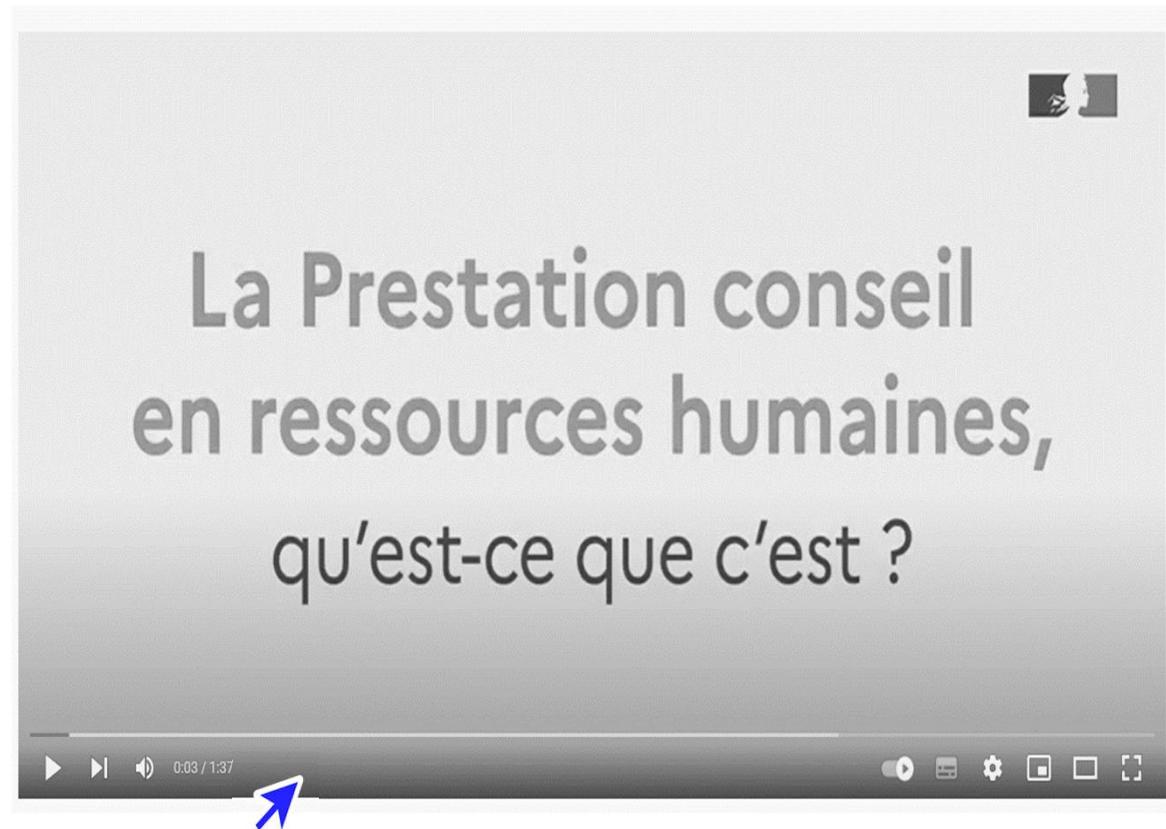 La Prestation conseil
en ressources humaines,
qu’est-ce que c’est ?
0:03 / 1:37